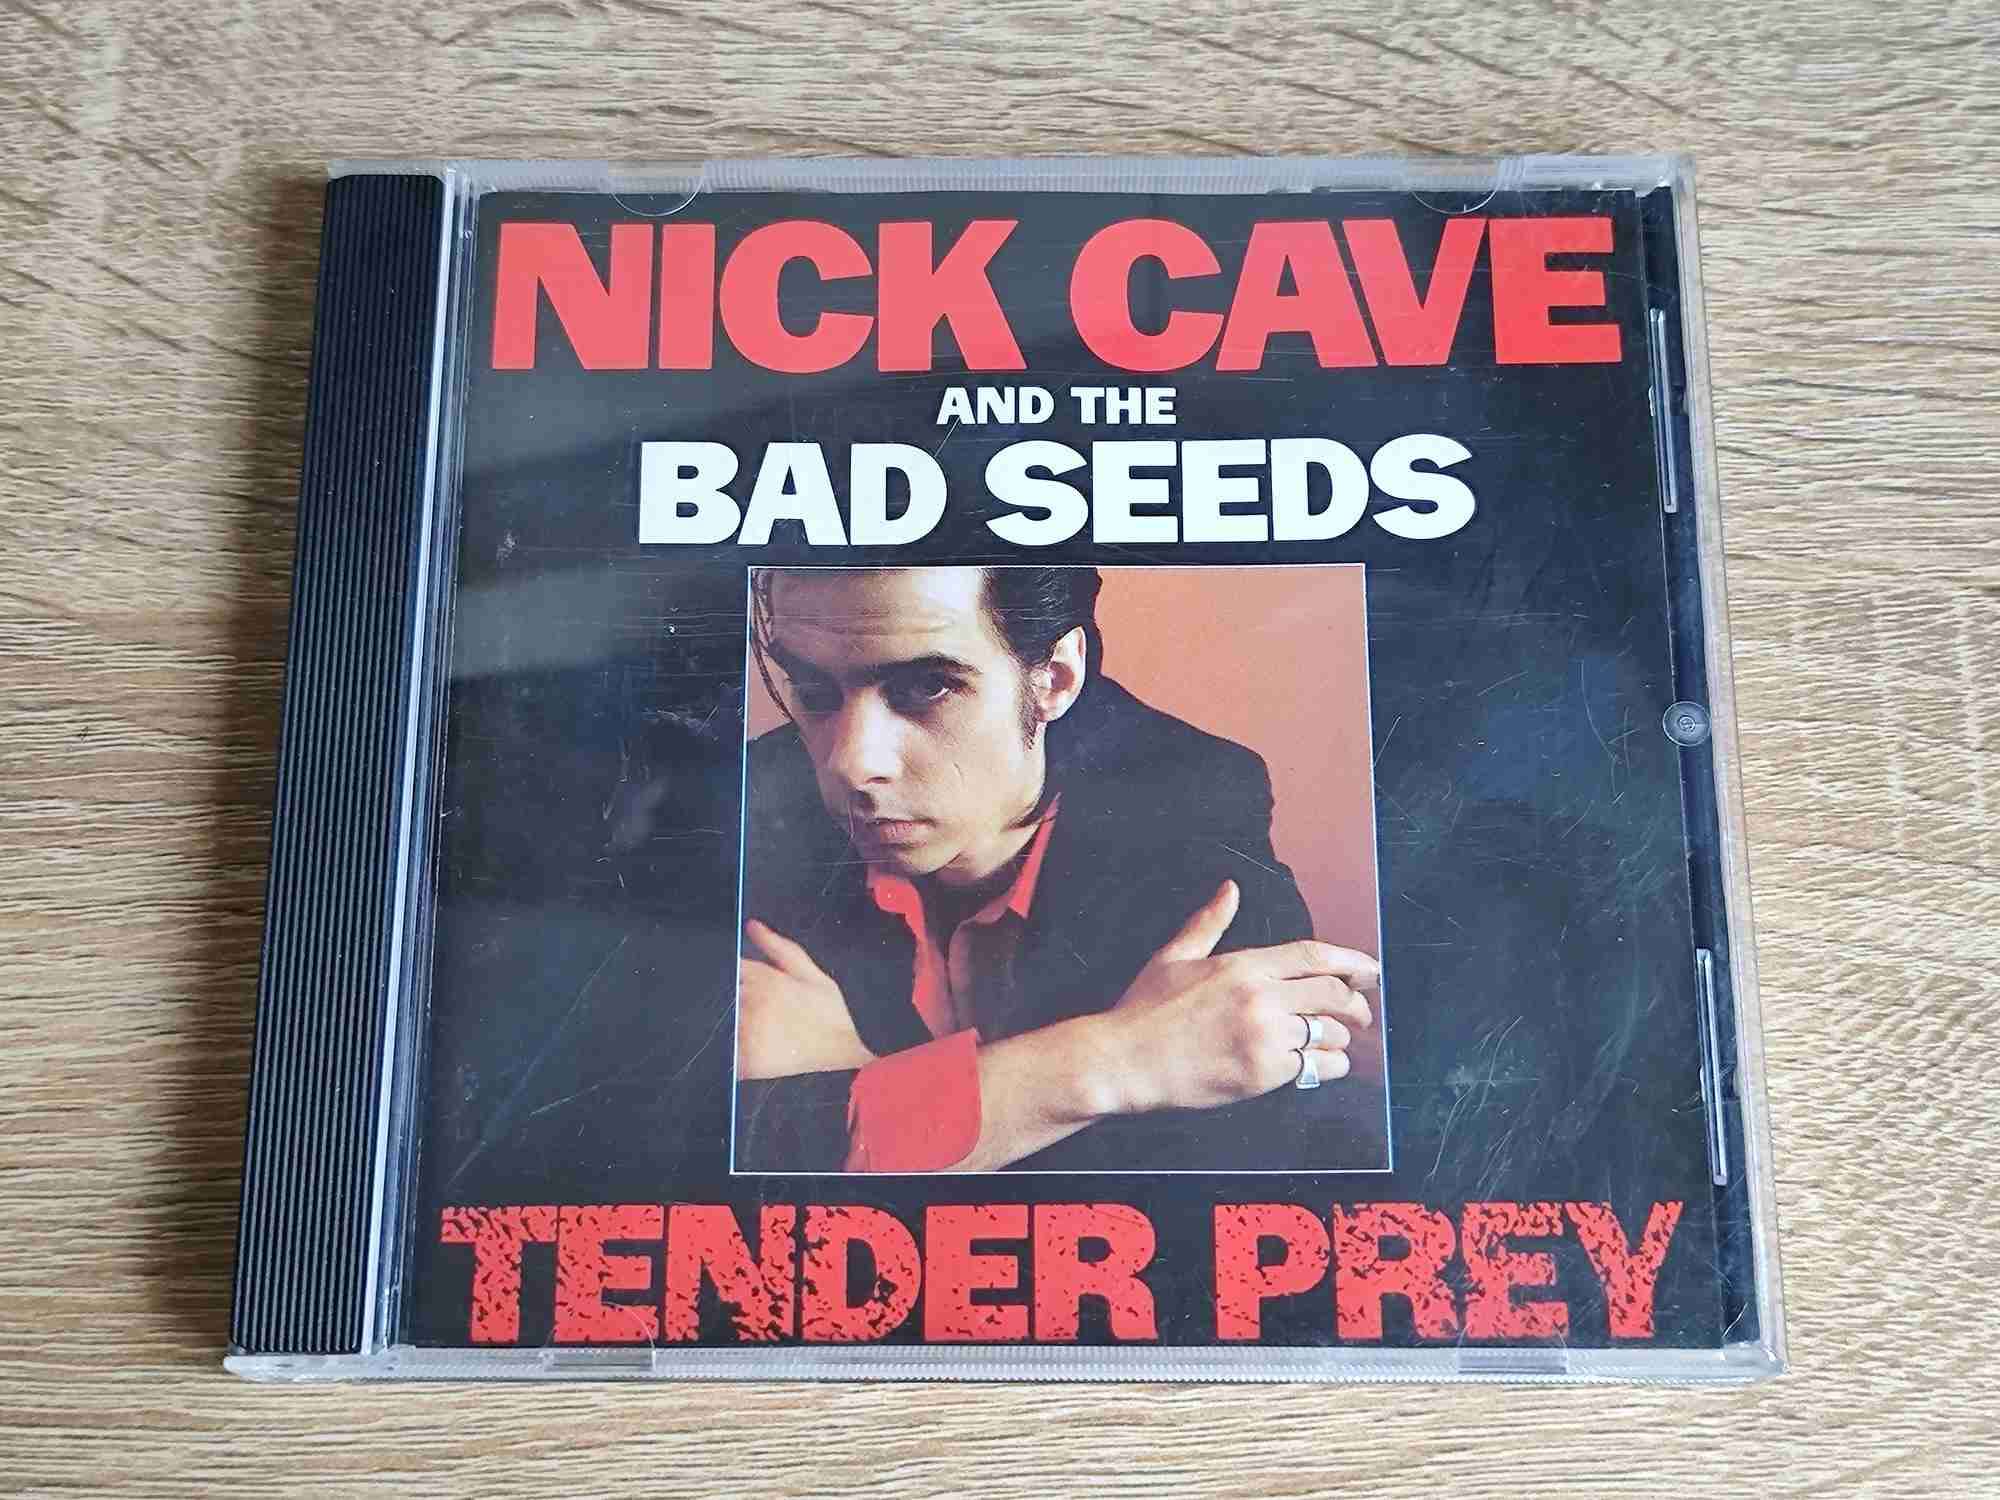 NICK CAVE
AND THE
BAD SEEDS
TENDER PREY